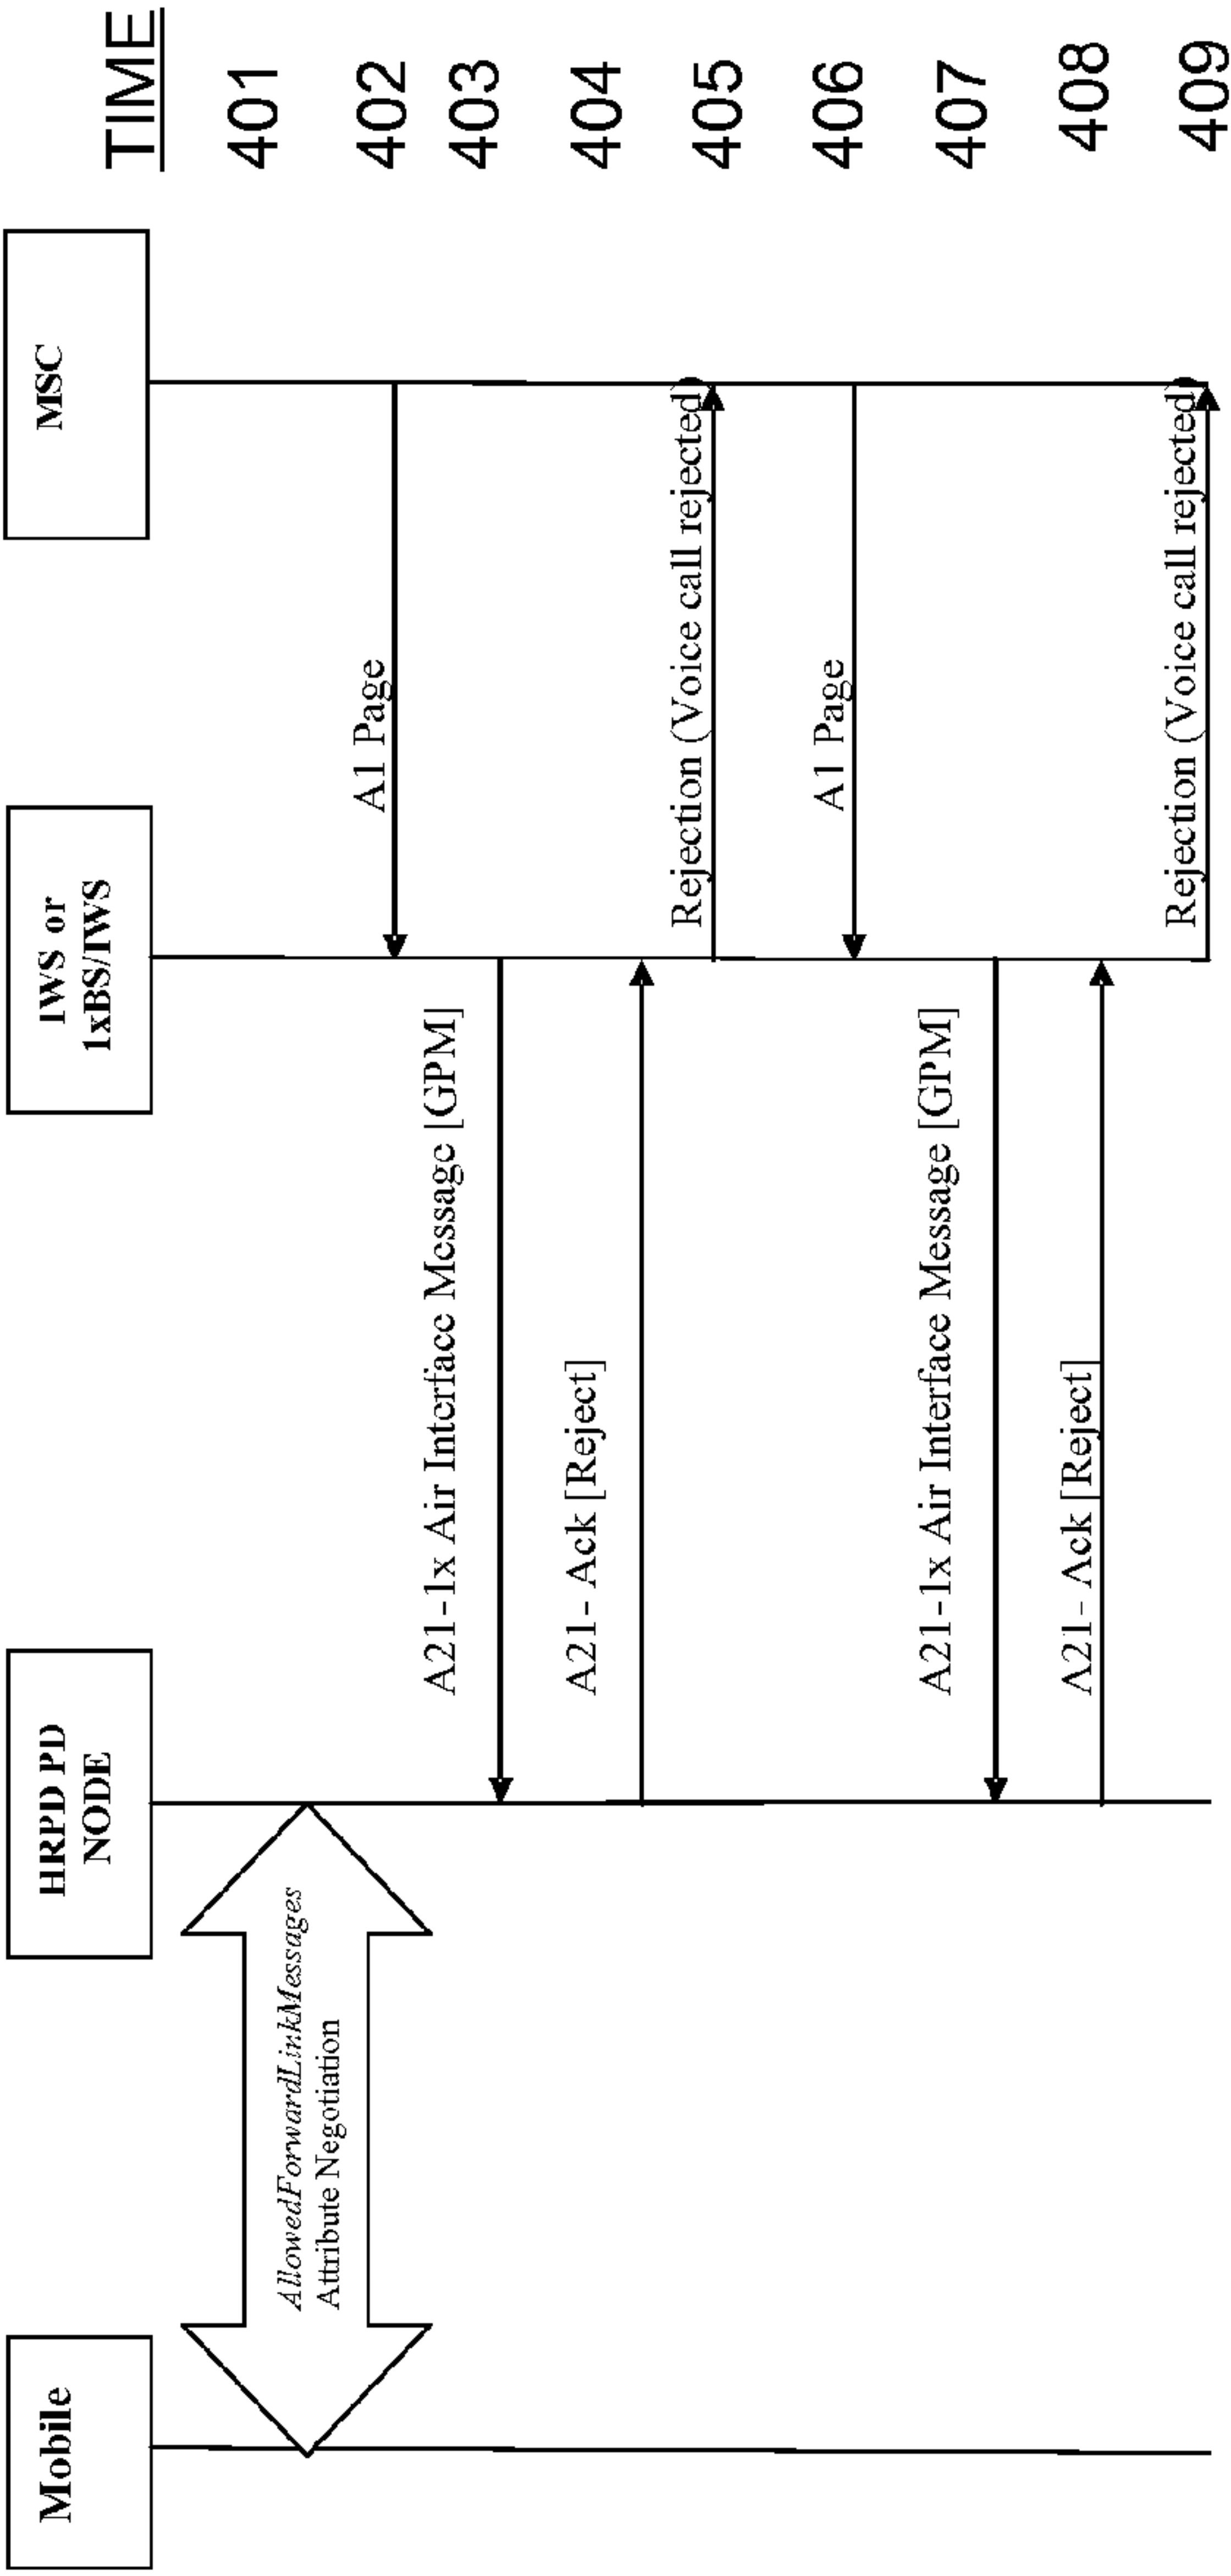 Mobile
HRPD PD
NODE
IWS or
1xBS/IWS
MSC
TIME
AllowedForwardLinkMessages
Attribute Negotiation
401
A1 Page
402
A21-1x Air Interface Message [GPM]
403
A21- Ack [Reject]
404
Rejection (Voice call rejected)
405
A1 Page
406
A21-1x Air Interface Message [GPM]
407
A21- Ack [Reject]
408
Rejection (Voice call rejected)
409